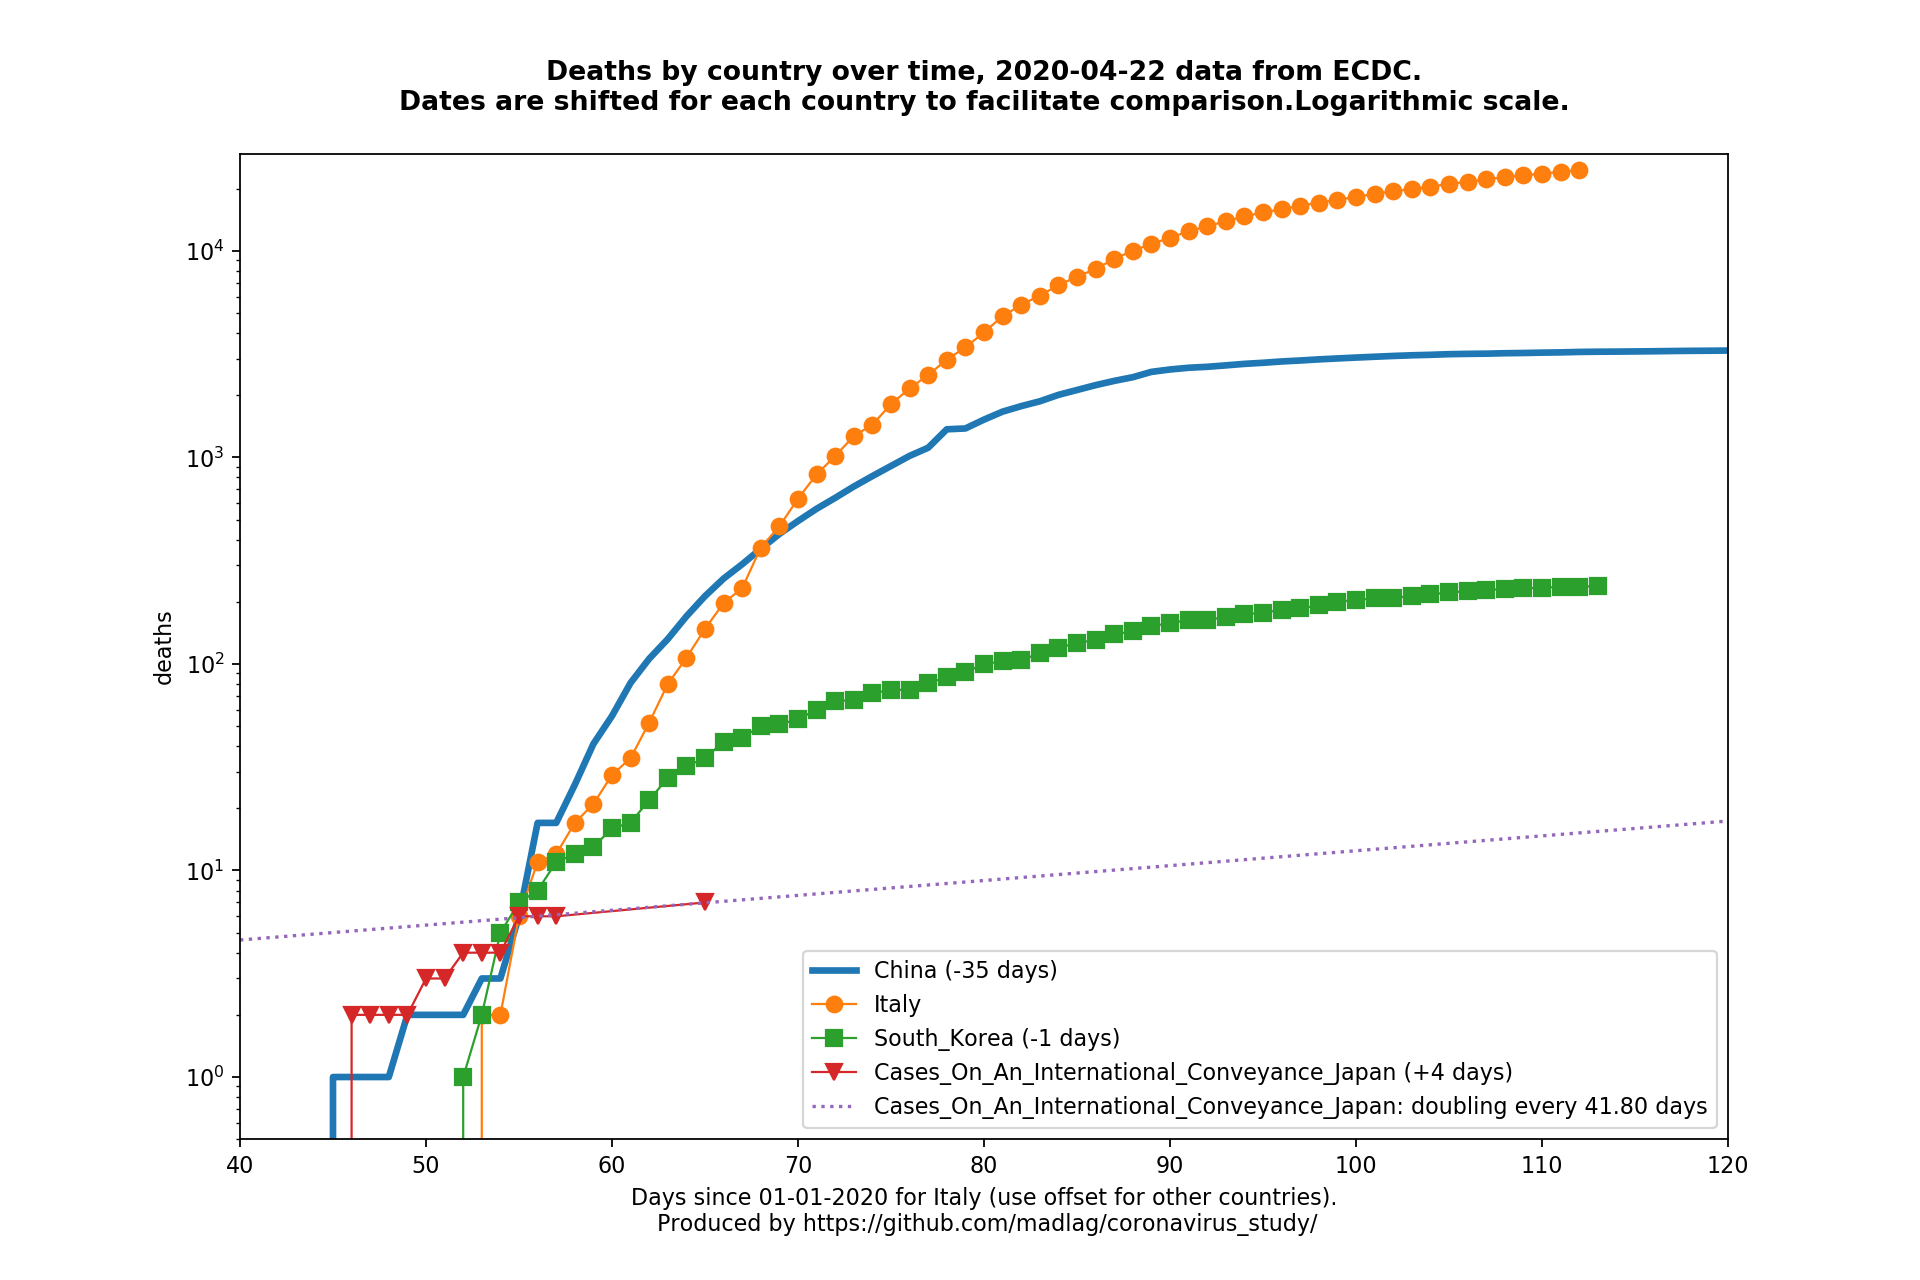 Deaths by country over time, 2020-04-22 data from ECDC.
Dates are shifted for each country to facilitate comparison.Logarithmic scale.
10⁴
10³
10²
10¹
10⁰
deaths
China (-35 days)
Italy
South_Korea (-1 days)
Cases_On_An_International_Conveyance_Japan (+4 days)
Cases_On_An_International_Conveyance_Japan: doubling every 41.80 days
40 50 60 70 80 90 100 110 120
Days since 01-01-2020 for Italy (use offset for other countries).
Produced by https://github.com/madlag/coronavirus_study/